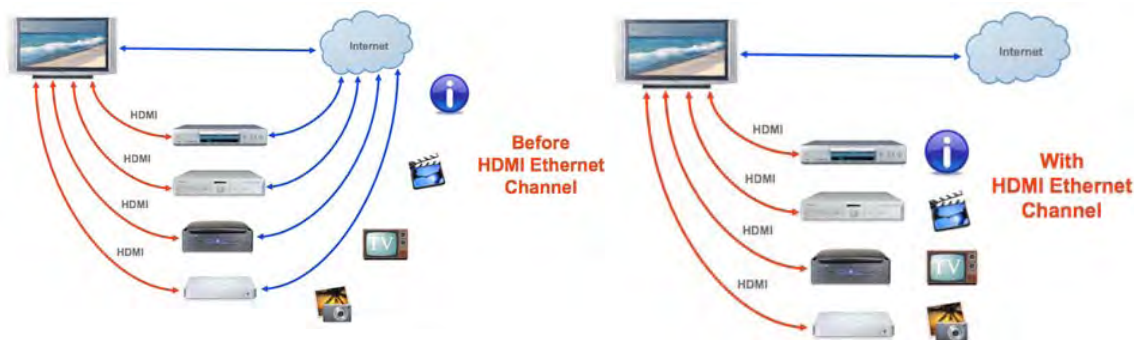 Internet
HDMI
HDMI
HDMI
HDMI
TV
Before
HDMI Ethernet
Channel
Internet
HDMI
HDMI
HDMI
HDMI
TV
With
HDMI Ethernet
Channel